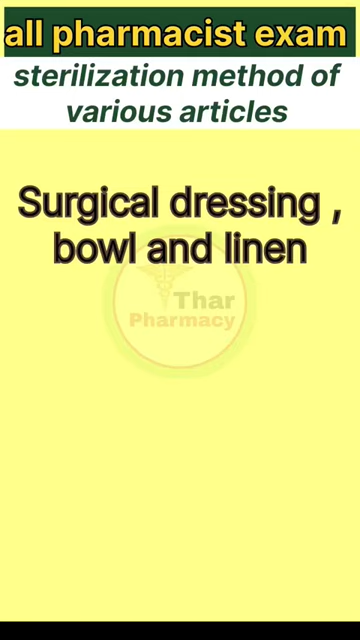 all pharmacist exam
sterilization method of
various articles
Surgical dressing ,
bowl and linen
Thar
Pharmacy